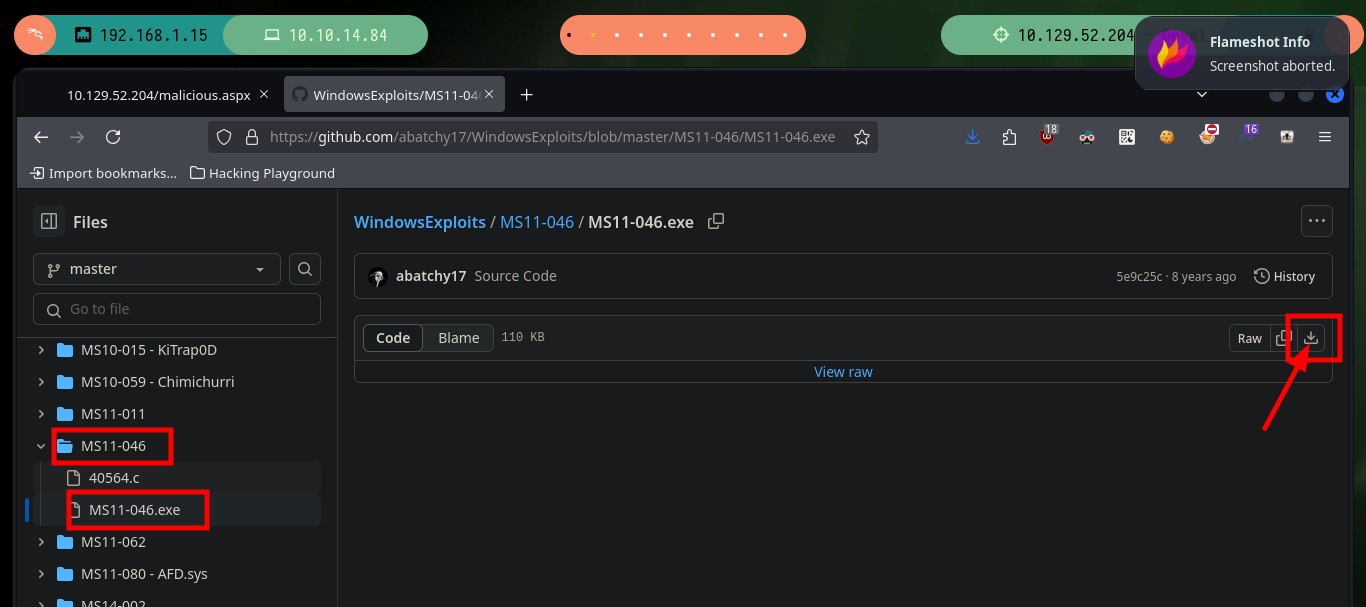 192.168.1.15
10.10.14.84
10.129.52.204
Flameshot Info
Screenshot aborted.
10.129.52.204/malicious.aspx
WindowsExploits/MS11-04
https://github.com/abatchy17/WindowsExploits/blob/master/MS11-046/MS11-046.exe
18
16
Import bookmarks...
Hacking Playground
Files
WindowsExploits / MS11-046 / MS11-046.exe
master
abatchy17 Source Code
5e9c25c · 8 years ago
History
Go to file
Code
Blame
110 KB
Raw
View raw
MS10-015 - KiTrap0D
MS10-059 - Chimichurri
MS11-011
MS11-046
40564.c
MS11-046.exe
MS11-062
MS11-080 - AFD.sys
MS14-002